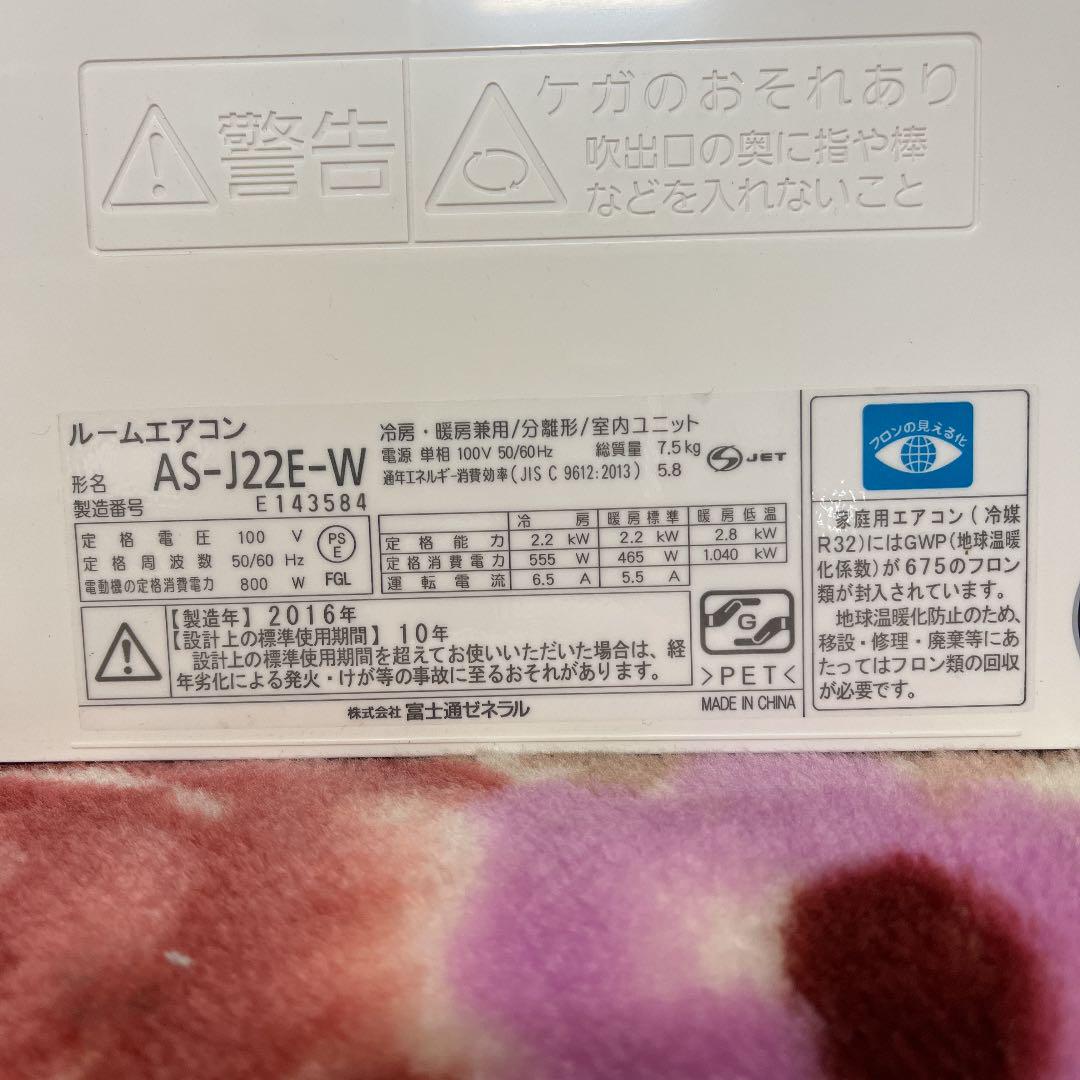 警告
ケガのおそれあり
吹出口の奥に指や棒
などを入れないこと
ルームエアコン
形名 AS-J22E-W
製造番号 E143584
冷房・暖房兼用/分離形/室内ユニット
電源 単相 100V 50/60Hz 総質量 7.5kg
通年エネルギー消費効率(JIS C 9612:2013) 5.8
JET
定格電圧 100 V
定格周波数 50/60 Hz
電動機の定格消費電力 800 W
PS
E
FGL
冷房 暖房標準 暖房低温
定格能力 2.2 kW 2.2 kW 2.8 kW
定格消費電力 555 W 465 W 1.040 kW
運転電流 6.5 A 5.5 A
【製造年】2016年
【設計上の標準使用期間】10年
設計上の標準使用期間を超えてお使いいただいた場合は、経
年劣化による発火・けが等の事故に至るおそれがあります。
G
>PET<
株式会社 富士通ゼネラル
MADE IN CHINA
フロンの見える化
家庭用エアコン(冷媒
R32)にはGWP(地球温暖
化係数)が675のフロン
類が封入されています。
地球温暖化防止のため、
移設・修理・廃棄等にあ
たってはフロン類の回収
が必要です。